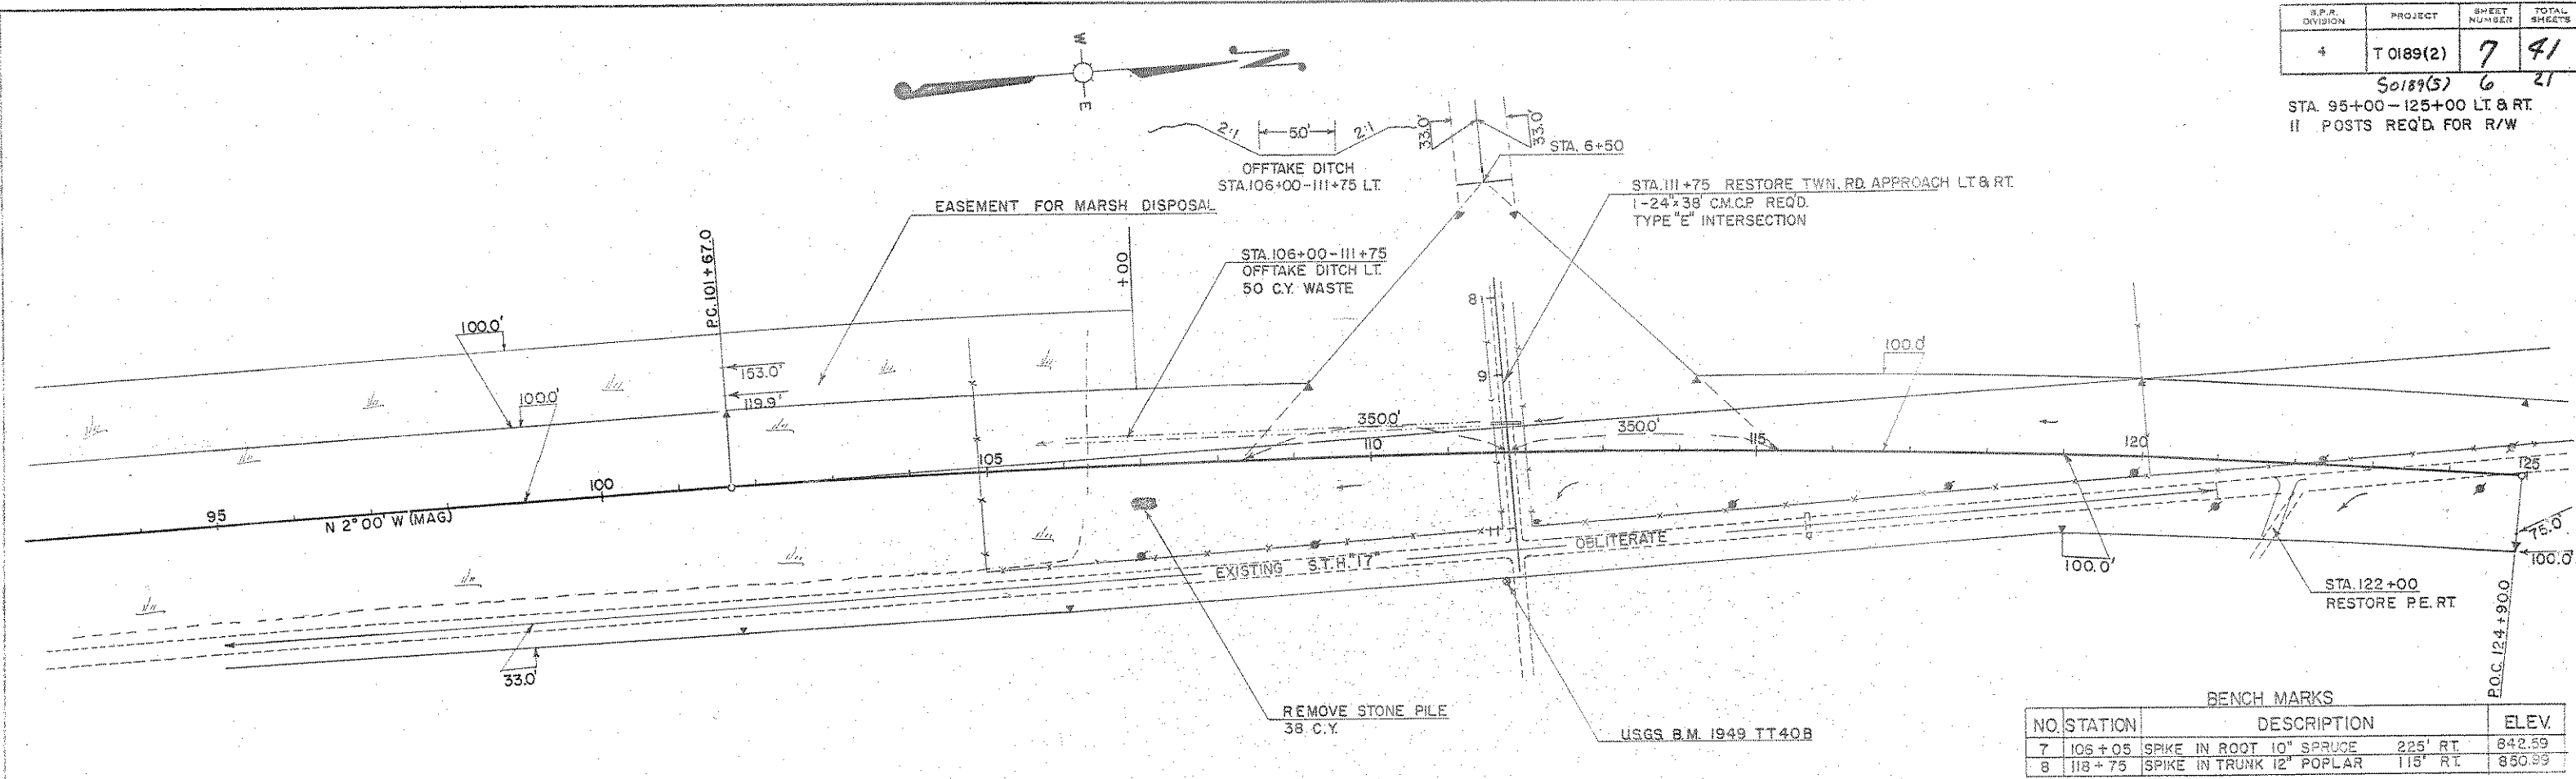 B.P.R. DIVISION PROJECT SHEET NUMBER TOTAL SHEETS
4 T 0189(2) 7 41
S0189(5) 6 21
STA. 95+00-125+00 LT. & RT.
11 POSTS REQ'D. FOR R/W
W
N
E
2:1 5.0' 2:1
OFFTAKE DITCH
STA.106+00-111+75 LT.
33.0'
33.0'
STA. 6+50
STA.111+75 RESTORE TWN. RD. APPROACH LT. & RT.
1-24"x38' C.M.C.P. REQ'D.
TYPE "E" INTERSECTION
EASEMENT FOR MARSH DISPOSAL
P.C. 101+67.0
+00
STA.106+00-111+75
OFFTAKE DITCH LT.
50 C.Y. WASTE
8
9
11
100.0'
100.0'
153.0'
119.9'
350.0'
350.0'
100.0'
95
100
105
110
115
120
125
N 2°00' W (MAG)
EXISTING S.T.H. "17"
OBLITERATE
33.0'
100.0'
75.0'
100.0'
STA.122+00
RESTORE P.E. RT.
P.O.C. 124+90.0
REMOVE STONE PILE
38 C.Y.
U.S.G.S. B.M. 1949 TT40B
BENCH MARKS
NO. STATION DESCRIPTION ELEV.
7 106+05 SPIKE IN ROOT 10" SPRUCE 225' RT. 842.59
8 118+75 SPIKE IN TRUNK 12" POPLAR 115' RT. 850.99